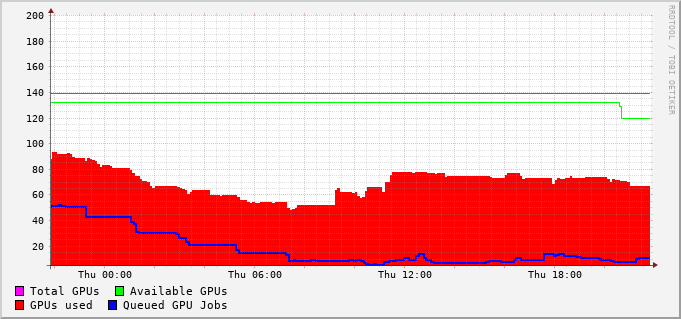 200
180
160
140
120
100
80
60
40
20
Thu 00:00 Thu 06:00 Thu 12:00 Thu 18:00
Total GPUs Available GPUs
GPUs used Queued GPU Jobs
RRDTOOL / TOBI OETIKER